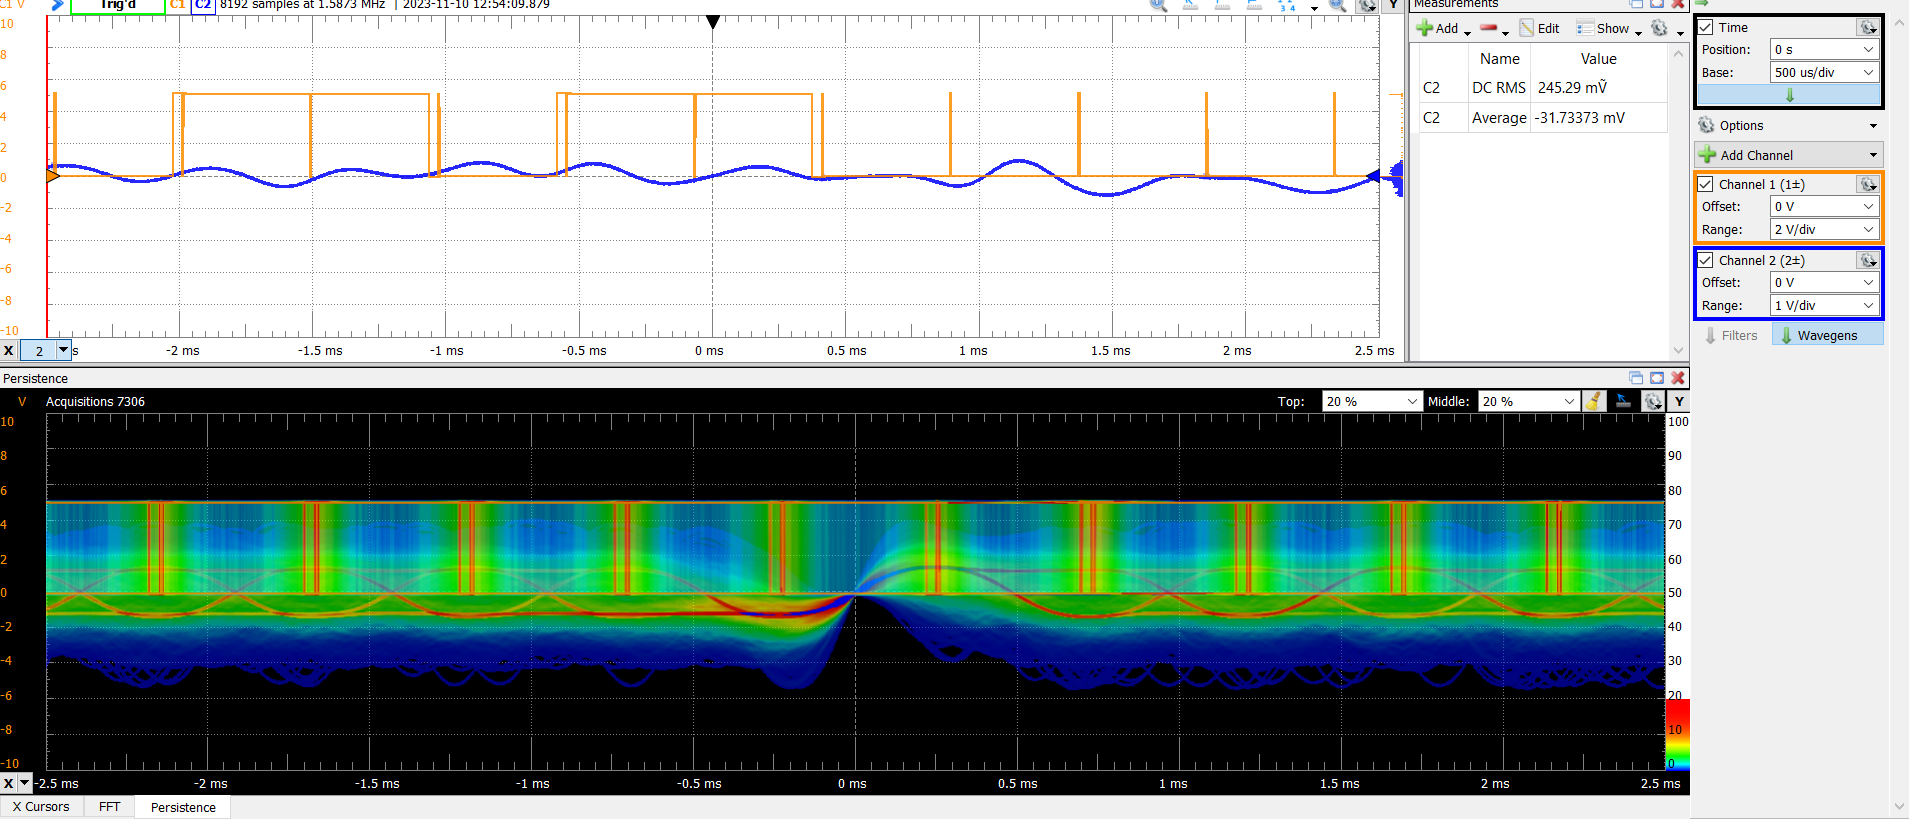 C1 V Trig'd C1 C2 8192 samples at 1.5873 MHz | 2023-11-10 12:54:09.879 Y
10
8
6
4
2
0
-2
-4
-6
-8
-10
X 2 s -2 ms -1.5 ms -1 ms -0.5 ms 0 ms 0.5 ms 1 ms 1.5 ms 2 ms 2.5 ms
Measurements
Add Edit Show
Name Value
C2 DC RMS 245.29 mṼ
C2 Average -31.73373 mV
Time
Position: 0 s
Base: 500 us/div
Options
Add Channel
Channel 1 (1±)
Offset: 0 V
Range: 2 V/div
Channel 2 (2±)
Offset: 0 V
Range: 1 V/div
Filters Wavegens
Persistence
V Acquisitions 7306 Top: 20 % Middle: 20 % Y
10 100
8 90
6 80
4 70
2 60
0 50
-2 40
-4 30
-6 20
-8 10
-10 0
X -2.5 ms -2 ms -1.5 ms -1 ms -0.5 ms 0 ms 0.5 ms 1 ms 1.5 ms 2 ms 2.5 ms
X Cursors FFT Persistence